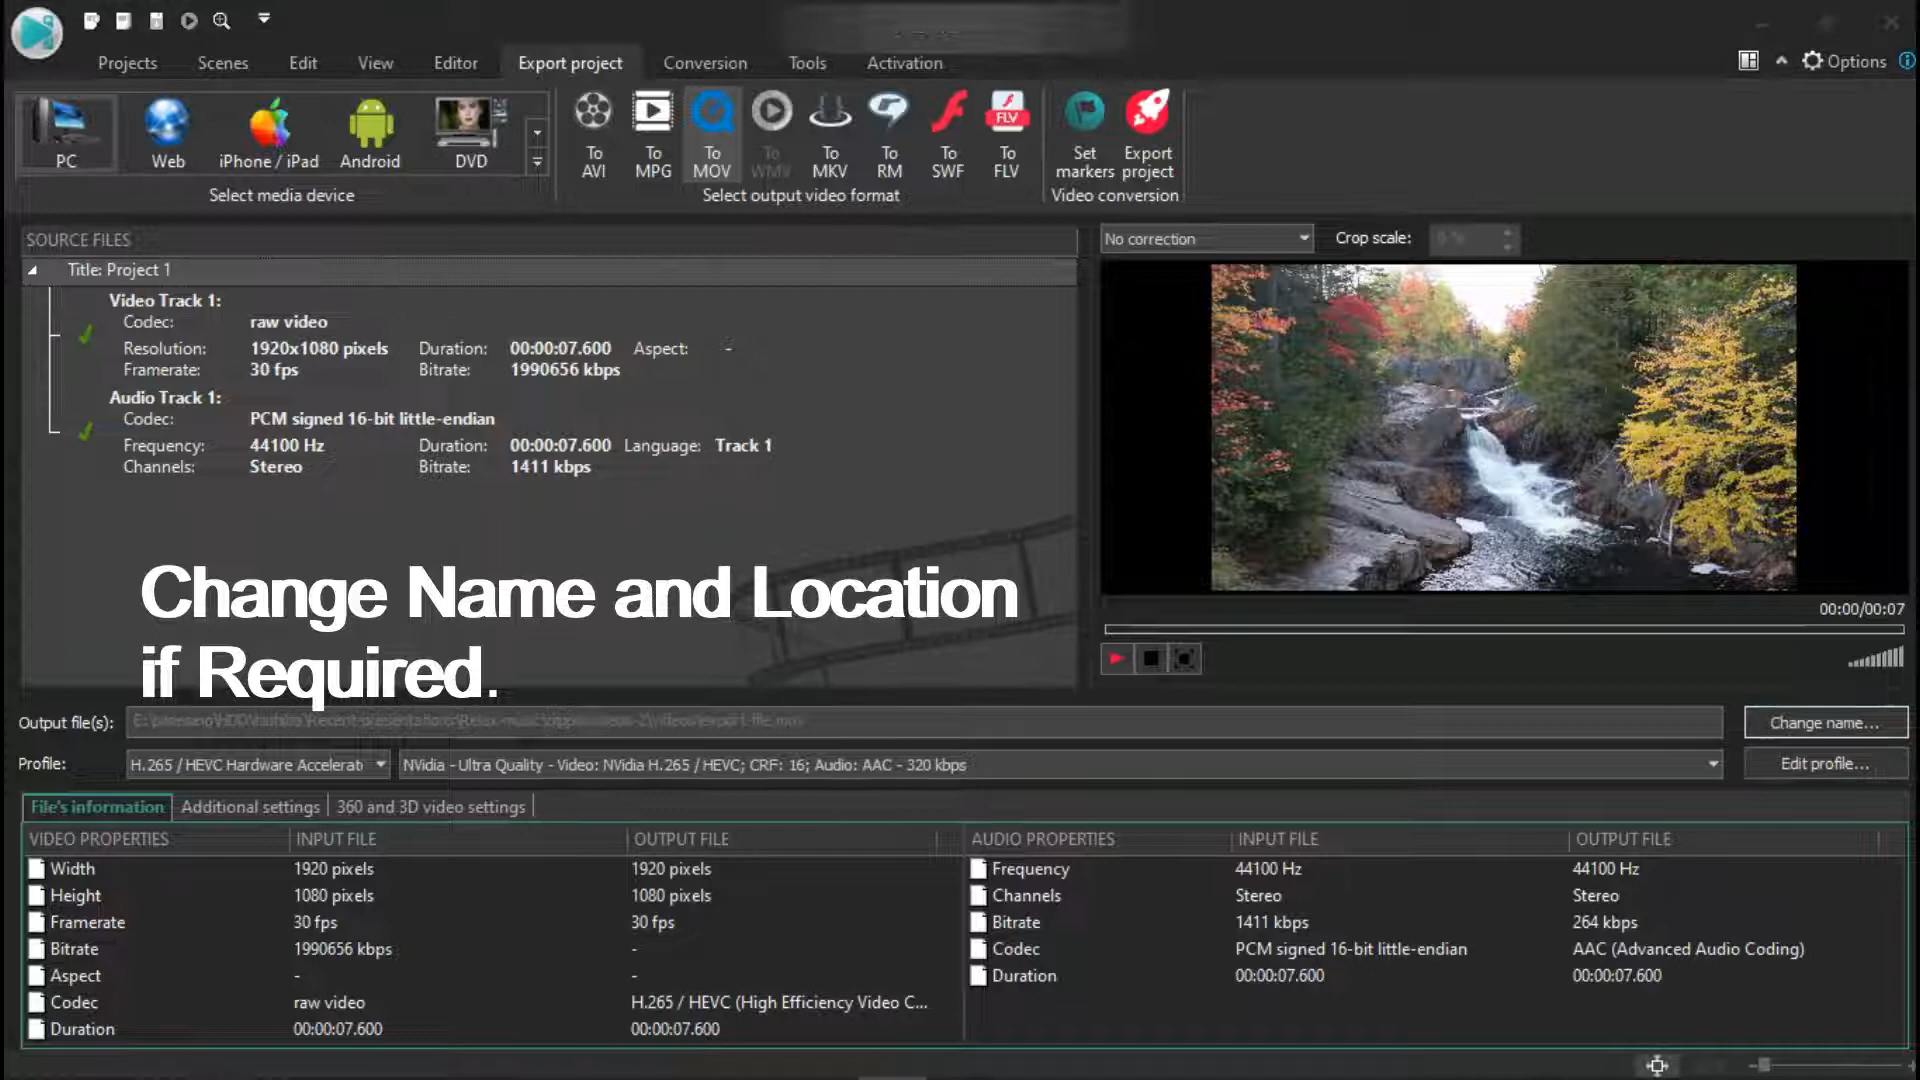 Projects Scenes Edit View Editor Export project Conversion Tools Activation Options
PC Web iPhone / iPad Android DVD
Select media device
To AVI To MPG To MOV To WMV To MKV To RM To SWF To FLV
FLV
Select output video format
Set markers Export project
Video conversion
SOURCE FILES
No correction Crop scale:
Title: Project 1
Video Track 1:
Codec: raw video
Resolution: 1920x1080 pixels Duration: 00:00:07.600 Aspect: -
Framerate: 30 fps Bitrate: 1990656 kbps
Audio Track 1:
Codec: PCM signed 16-bit little-endian
Frequency: 44100 Hz Duration: 00:00:07.600 Language: Track 1
Channels: Stereo Bitrate: 1411 kbps
Change Name and Location
if Required.
00:00/00:07
Output file(s): Change name...
Profile: H.265 / HEVC Hardware Accelerati NVidia - Ultra Quality - Video: NVidia H.265 / HEVC; CRF: 16; Audio: AAC - 320 kbps Edit profile...
File's information Additional settings 360 and 3D video settings
VIDEO PROPERTIES INPUT FILE OUTPUT FILE AUDIO PROPERTIES INPUT FILE OUTPUT FILE
Width 1920 pixels 1920 pixels Frequency 44100 Hz 44100 Hz
Height 1080 pixels 1080 pixels Channels Stereo Stereo
Framerate 30 fps 30 fps Bitrate 1411 kbps 264 kbps
Bitrate 1990656 kbps - Codec PCM signed 16-bit little-endian AAC (Advanced Audio Coding)
Aspect - - Duration 00:00:07.600 00:00:07.600
Codec raw video H.265 / HEVC (High Efficiency Video C...
Duration 00:00:07.600 00:00:07.600